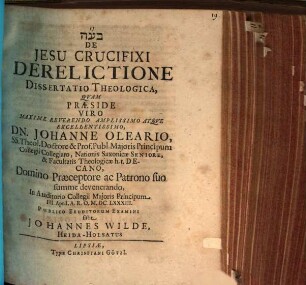 בעה
DE
JESU CRUCIFIXI
DERELICTIONE
DISSERTATIO THEOLOGICA,
QUAM
PRÆSIDE
VIRO
MAXIME REVERENDO AMPLISSIMO ATQUE
EXCELLENTISSIMO,
DN. JOHANNE OLEARIO,
SS. Theol. Doctore & Prof. Publ. Majoris Principum
Collegii Collegiato, Nationis Saxonicæ SENIORE,
& Facultatis Theologicæ h.t. DE-
CANO,
Domino Præceptore ac Patrono suo
summe devenerando,
In Auditorio Collegii Majoris Principum
April. A. R. O. M. DC LXXXIII.
PUBLICO ERUDITORUM EXAMINI
JOHANNES WILDE,
HEIDA-HOLSATUS
LIPSIÆ,
Typis CHRISTIANI GÖTZI.